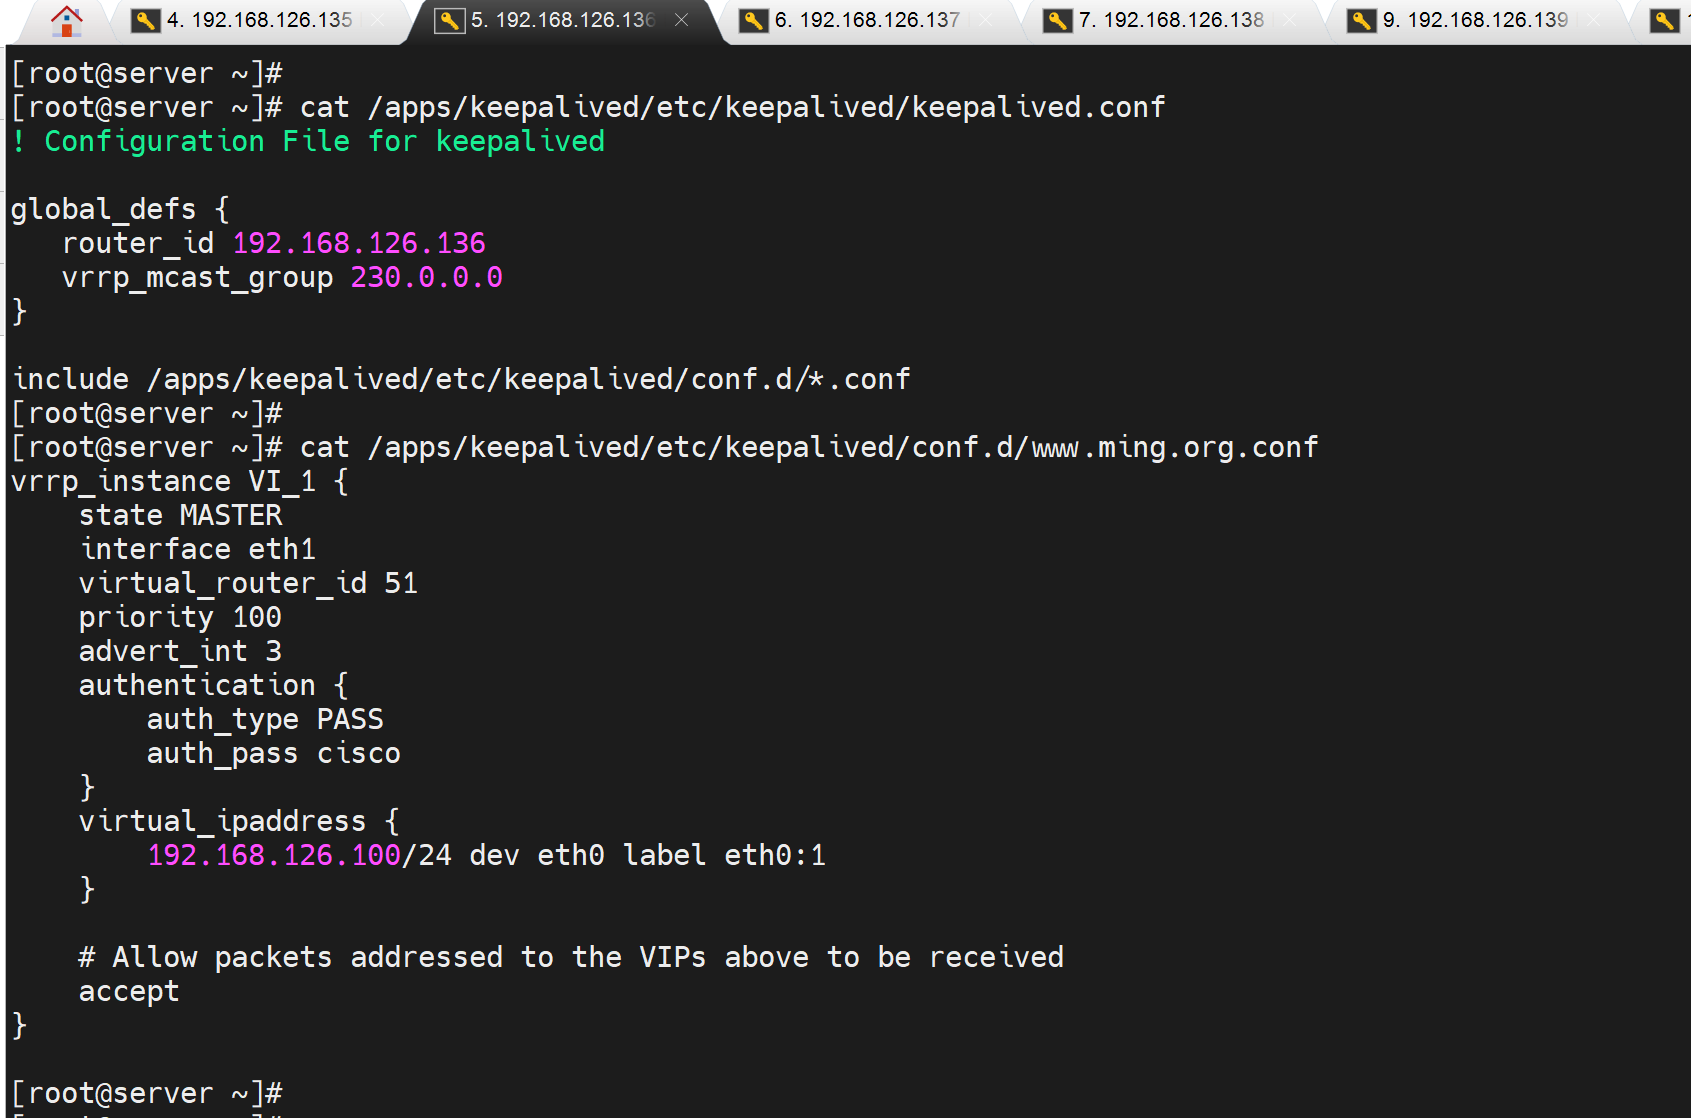 4. 192.168.126.135
5. 192.168.126.136
6. 192.168.126.137
7. 192.168.126.138
9. 192.168.126.139
[root@server ~]#
[root@server ~]# cat /apps/keepalived/etc/keepalived/keepalived.conf
! Configuration File for keepalived
global_defs {
   router_id 192.168.126.136
   vrrp_mcast_group 230.0.0.0
}
include /apps/keepalived/etc/keepalived/conf.d/*.conf
[root@server ~]#
[root@server ~]# cat /apps/keepalived/etc/keepalived/conf.d/www.ming.org.conf
vrrp_instance VI_1 {
    state MASTER
    interface eth1
    virtual_router_id 51
    priority 100
    advert_int 3
    authentication {
        auth_type PASS
        auth_pass cisco
    }
    virtual_ipaddress {
        192.168.126.100/24 dev eth0 label eth0:1
    }
    # Allow packets addressed to the VIPs above to be received
    accept
}
[root@server ~]#